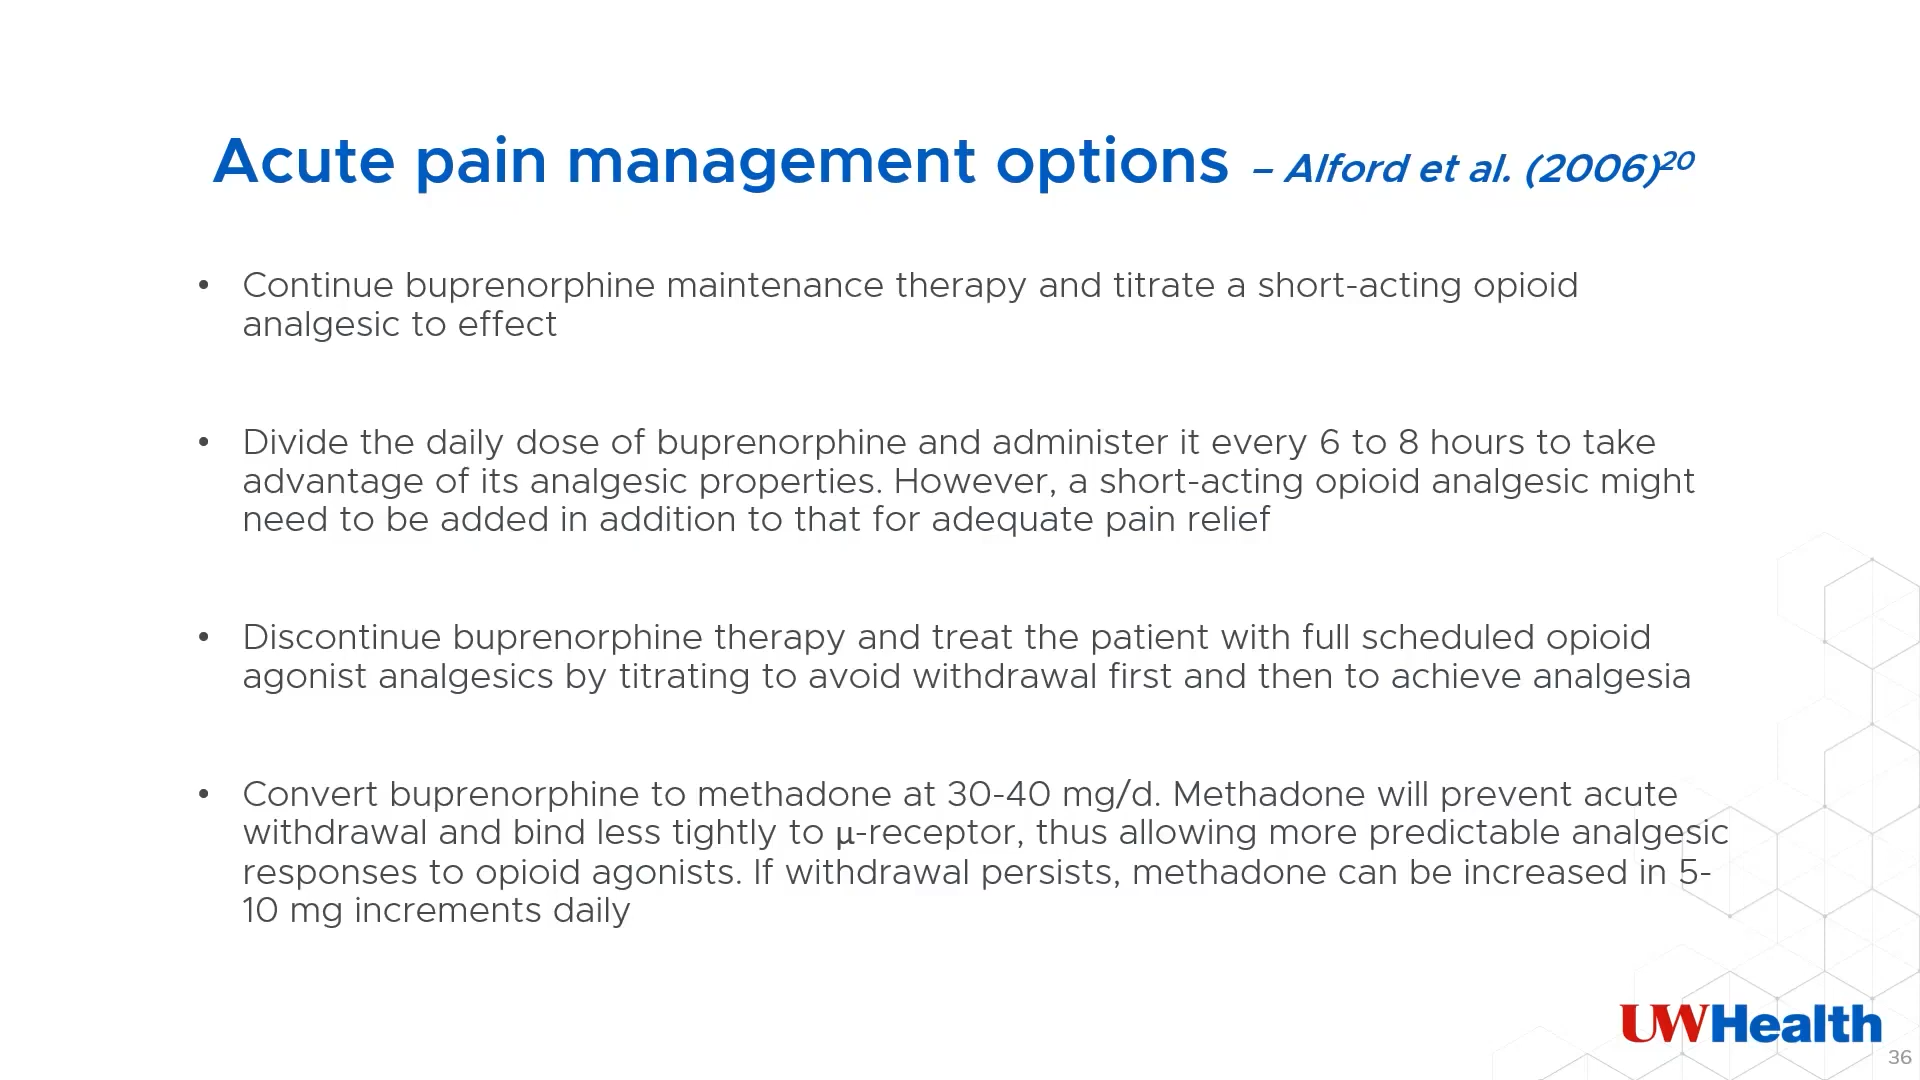 Acute pain management options – Alford et al. (2006)20
• Continue buprenorphine maintenance therapy and titrate a short-acting opioid
analgesic to effect
• Divide the daily dose of buprenorphine and administer it every 6 to 8 hours to take
advantage of its analgesic properties. However, a short-acting opioid analgesic might
need to be added in addition to that for adequate pain relief
• Discontinue buprenorphine therapy and treat the patient with full scheduled opioid
agonist analgesics by titrating to avoid withdrawal first and then to achieve analgesia
• Convert buprenorphine to methadone at 30-40 mg/d. Methadone will prevent acute
withdrawal and bind less tightly to μ-receptor, thus allowing more predictable analgesic
responses to opioid agonists. If withdrawal persists, methadone can be increased in 5-
10 mg increments daily
UWHealth
36